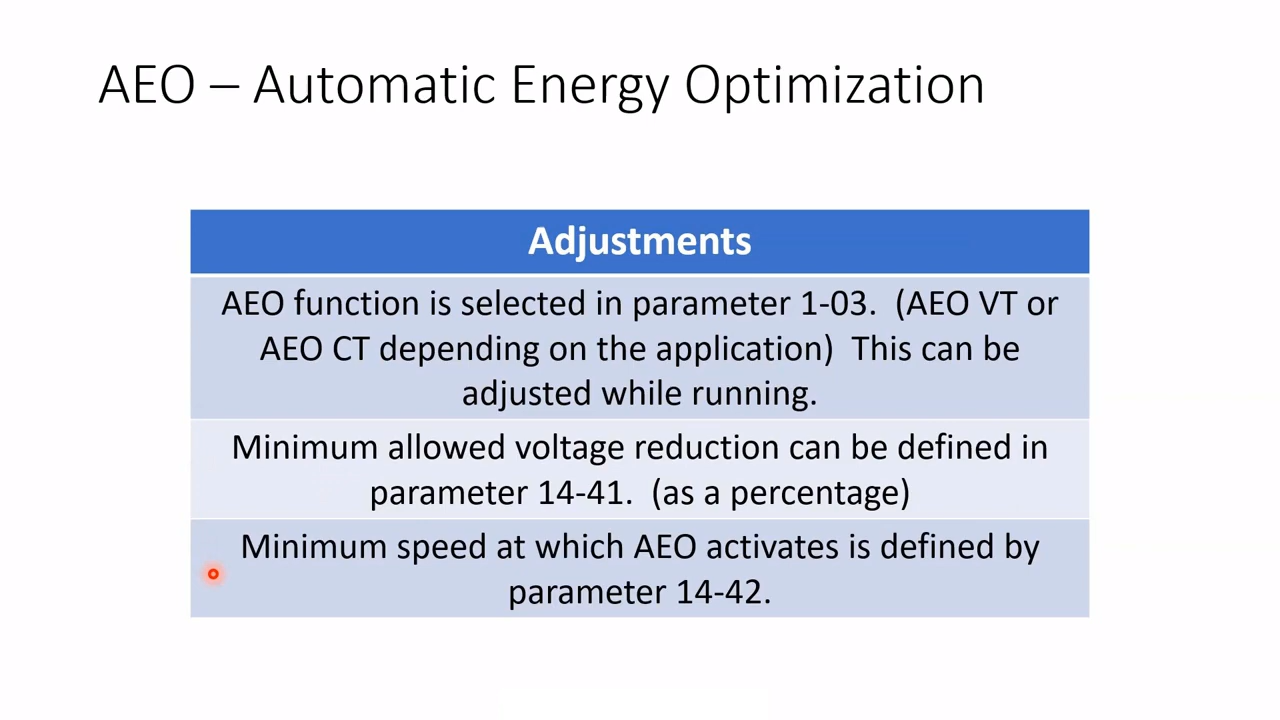 AEO – Automatic Energy Optimization
Adjustments
AEO function is selected in parameter 1-03.  (AEO VT or
AEO CT depending on the application)  This can be
adjusted while running.
Minimum allowed voltage reduction can be defined in
parameter 14-41.  (as a percentage)
Minimum speed at which AEO activates is defined by
parameter 14-42.